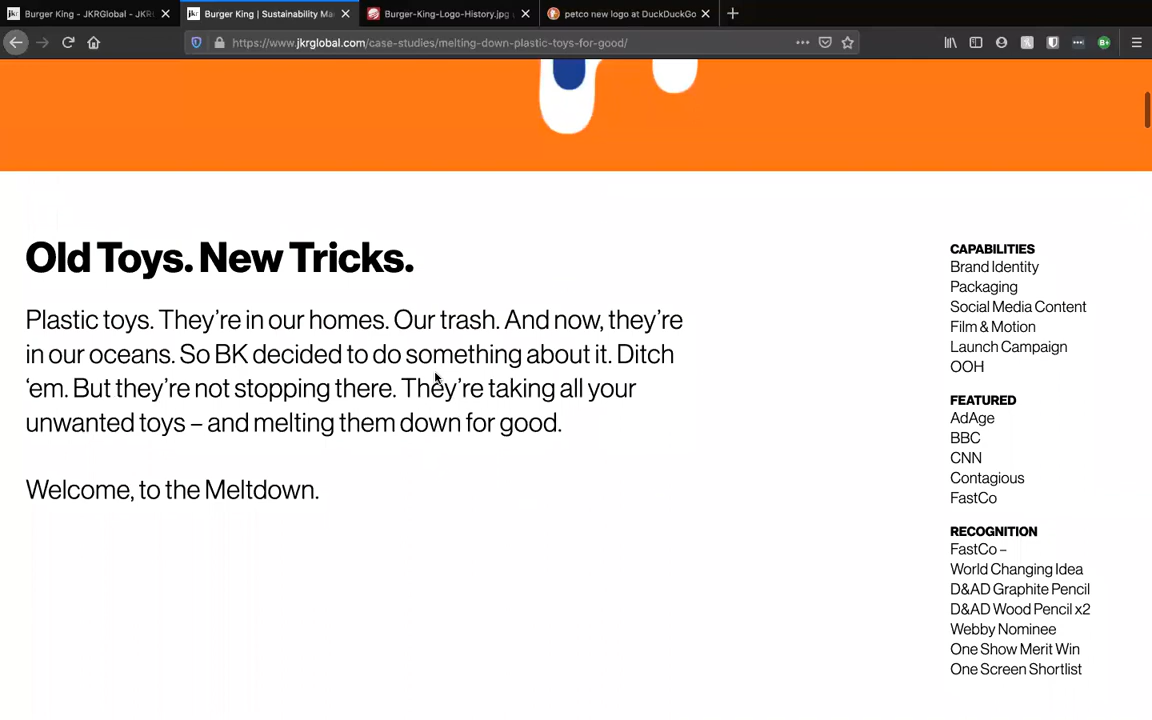 Burger King - JKRGlobal - JKR
Burger King | Sustainability Ma
Burger-King-Logo-History.jpg
petco new logo at DuckDuckGo
https://www.jkrglobal.com/case-studies/melting-down-plastic-toys-for-good/
Old Toys. New Tricks.
Plastic toys. They’re in our homes. Our trash. And now, they’re
in our oceans. So BK decided to do something about it. Ditch
‘em. But they’re not stopping there. They’re taking all your
unwanted toys – and melting them down for good.
Welcome, to the Meltdown.
CAPABILITIES
Brand Identity
Packaging
Social Media Content
Film & Motion
Launch Campaign
OOH
FEATURED
AdAge
BBC
CNN
Contagious
FastCo
RECOGNITION
FastCo –
World Changing Idea
D&AD Graphite Pencil
D&AD Wood Pencil x2
Webby Nominee
One Show Merit Win
One Screen Shortlist